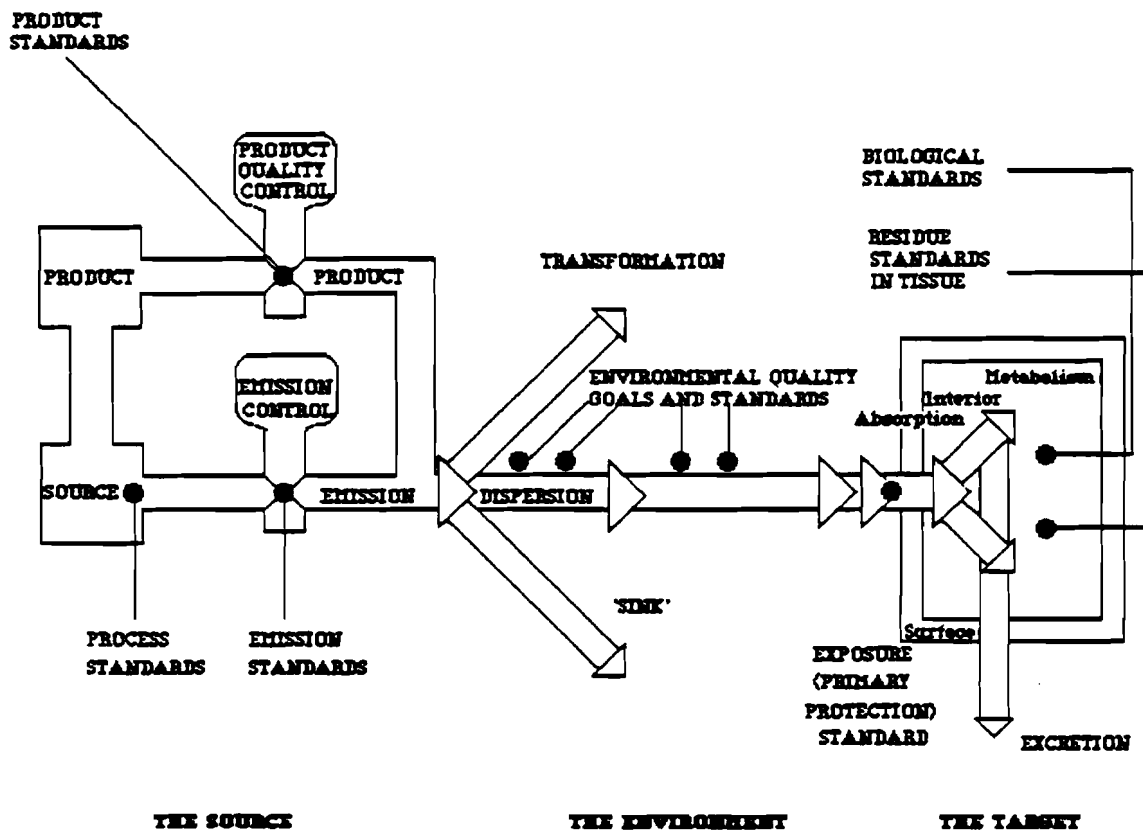 PRODUCT
STANDARDS
PRODUCT
QUALITY
CONTROL
BIOLOGICAL
STANDARDS
PRODUCT
PRODUCT
TRANSFORMATION
RESIDUE
STANDARDS
IN TISSUE
EMISSION
CONTROL
ENVIRONMENTAL QUALITY
GOALS AND STANDARDS
Metabolism
Interior
Absorption
SOURCE
EMISSION
DISPERSION
'SINK'
PROCESS
STANDARDS
EMISSION
STANDARDS
Surface
EXPOSURE
(PRIMARY
PROTECTION)
STANDARD
EXCRETION
THE SOURCE
THE ENVIRONMENT
THE TARGET